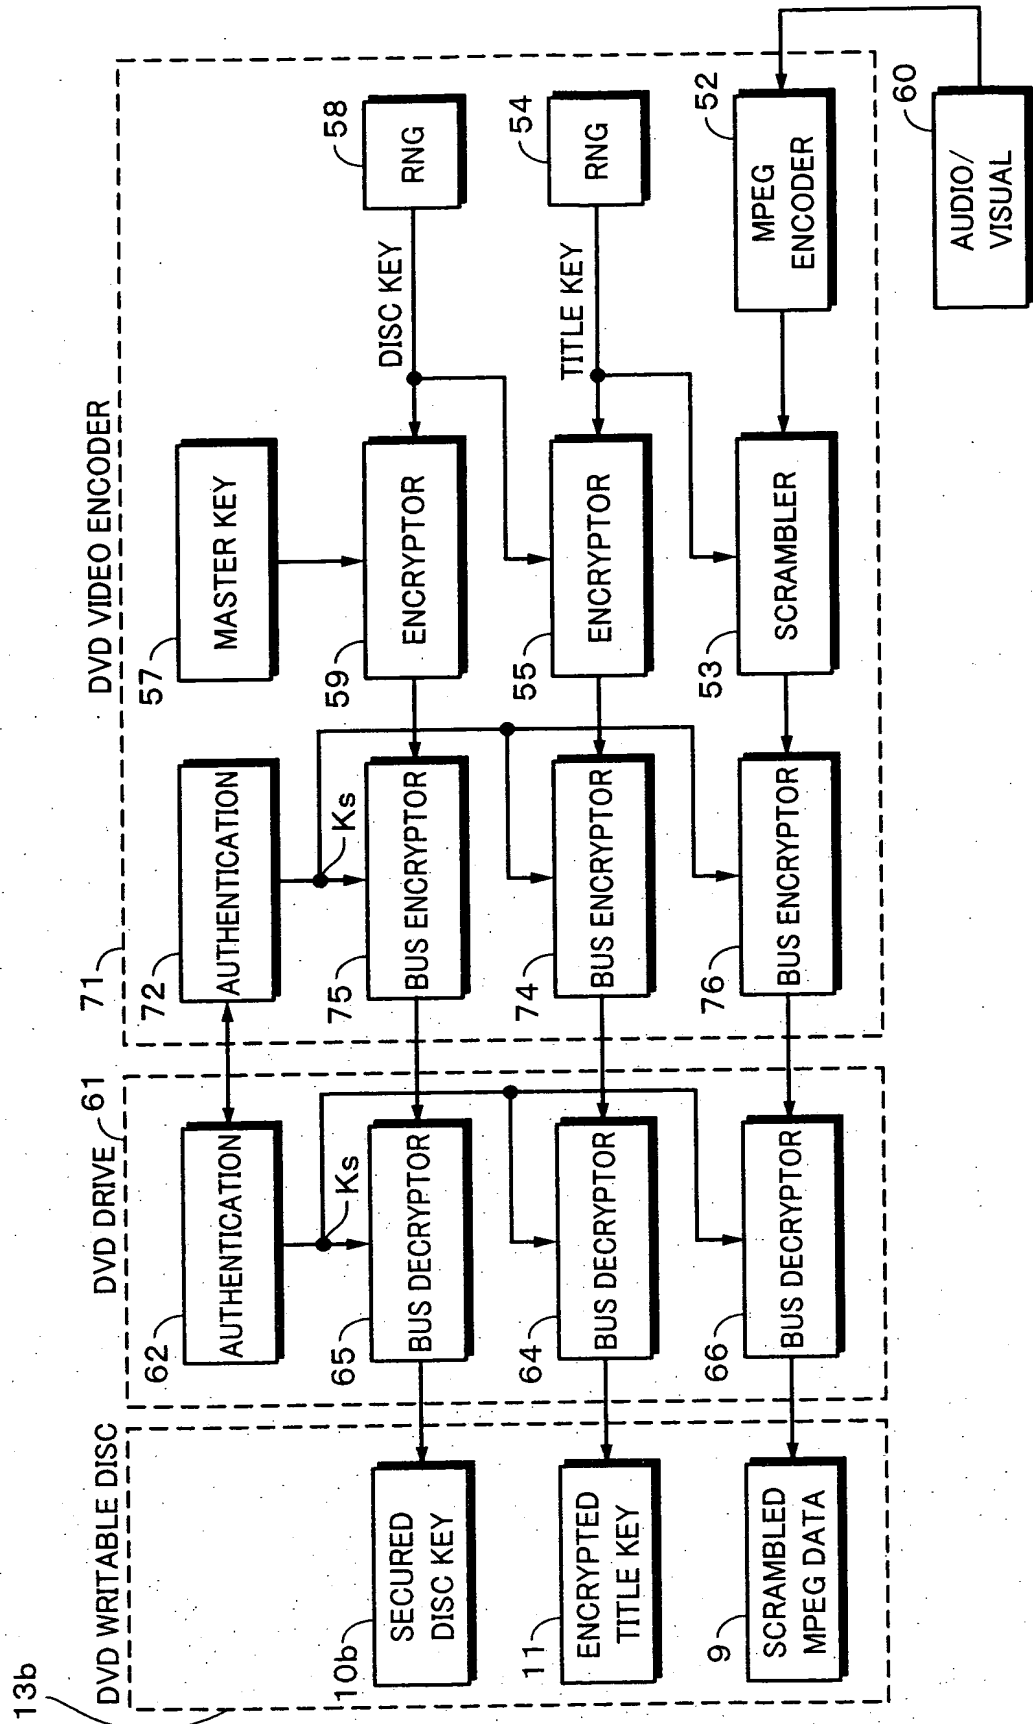 13b
DVD WRITABLE DISC
10b
SECURED
DISC KEY
11
ENCRYPTED
TITLE KEY
9
SCRAMBLED
MPEG DATA
DVD DRIVE
61
62
AUTHENTICATION
Ks
65
BUS DECRYPTOR
64
BUS DECRYPTOR
66
BUS DECRYPTOR
DVD VIDEO ENCODER
71
72
AUTHENTICATION
Ks
75
BUS ENCRYPTOR
74
BUS ENCRYPTOR
76
BUS ENCRYPTOR
57
MASTER KEY
59
ENCRYPTOR
55
ENCRYPTOR
53
SCRAMBLER
DISC KEY
TITLE KEY
58
RNG
54
RNG
52
MPEG
ENCODER
60
AUDIO/
VISUAL